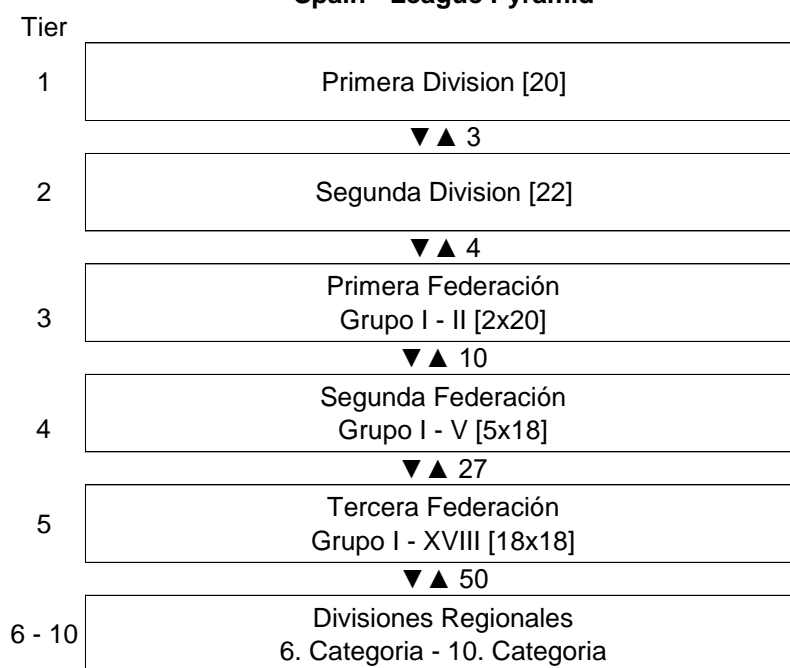 Spain - League Pyramid
Tier
1
Primera Division [20]
▼▲ 3
2
Segunda Division [22]
▼▲ 4
3
Primera Federación
Grupo I - II [2x20]
▼▲ 10
4
Segunda Federación
Grupo I - V [5x18]
▼▲ 27
5
Tercera Federación
Grupo I - XVIII [18x18]
▼▲ 50
6 - 10
Divisiones Regionales
6. Categoria - 10. Categoria